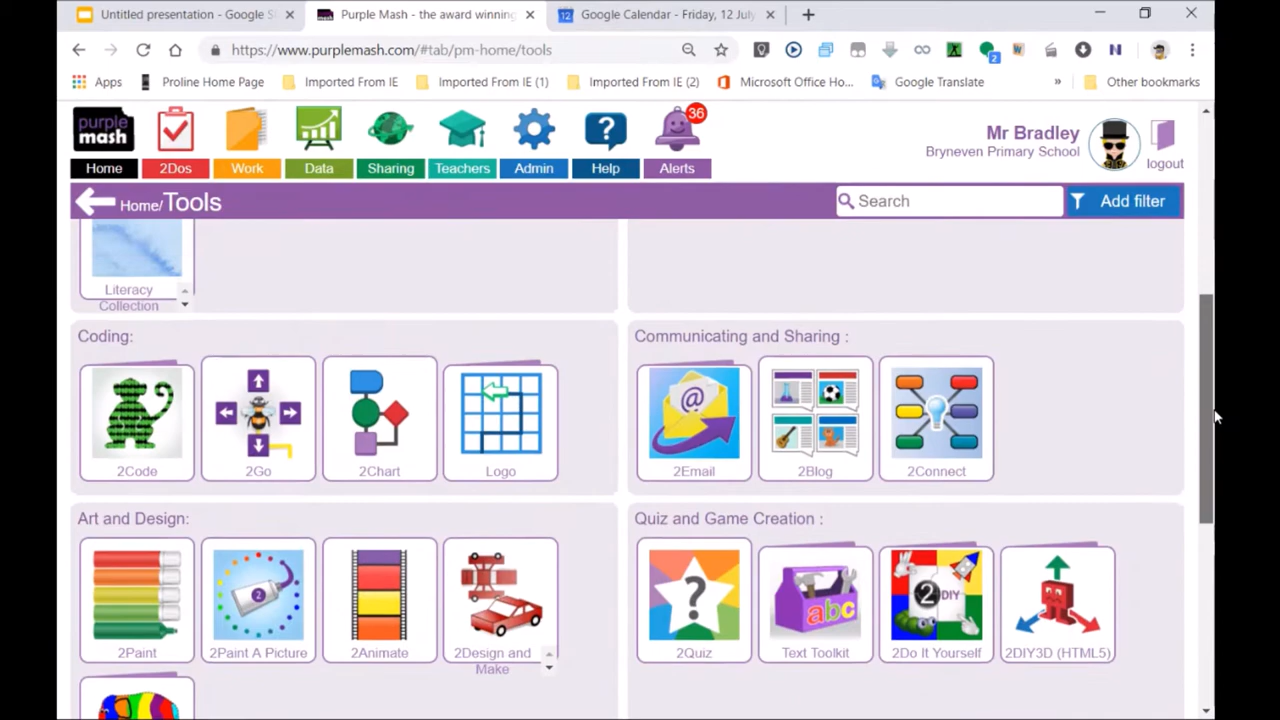 Untitled presentation - Google S
Purple Mash - the award winning
Google Calendar - Friday, 12 July
https://www.purplemash.com/#tab/pm-home/tools
2
N
Apps
Proline Home Page
Imported From IE
Imported From IE (1)
Imported From IE (2)
Microsoft Office Ho...
Google Translate
»
Other bookmarks
purple
mash
36
Home
2Dos
Work
Data
Sharing
Teachers
Admin
Help
Alerts
Mr Bradley
Bryneven Primary School
logout
Home/Tools
Search
Add filter
Literacy
Collection
Coding:
Communicating and Sharing :
2Code
2Go
2Chart
Logo
2Email
2Blog
2Connect
Art and Design:
Quiz and Game Creation :
2
abc
2 DIY
2Paint
2Paint A Picture
2Animate
2Design and
Make
2Quiz
Text Toolkit
2Do It Yourself
2DIY3D (HTML5)